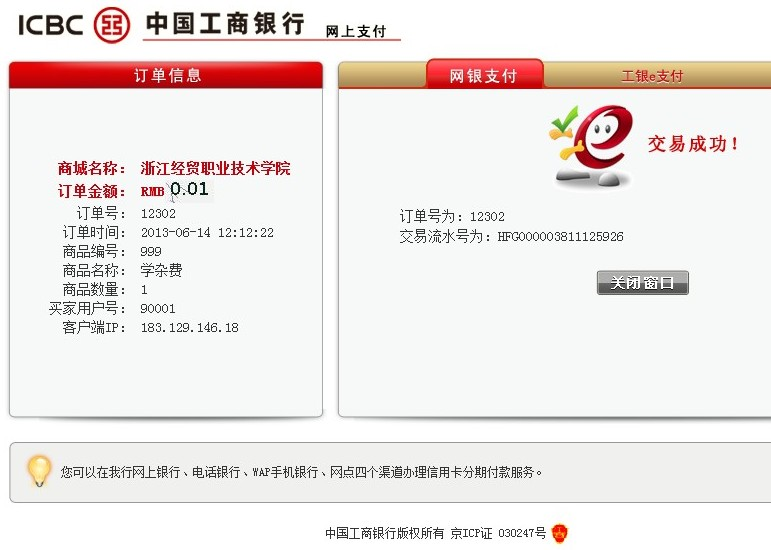 ICBC 中国工商银行 网上支付
订单信息
网银支付
工银e支付
商城名称： 浙江经贸职业技术学院
订单金额： RMB 0.01
订单号： 12302
订单时间： 2013-06-14 12:12:22
商品编号： 999
商品名称： 学杂费
商品数量： 1
买家用户号： 90001
客户端IP： 183.129.146.18
交易成功！
订单号为：12302
交易流水号为：HFG000003811125926
关闭窗口
您可以在我行网上银行、电话银行、WAP手机银行、网点四个渠道办理信用卡分期付款服务。
中国工商银行版权所有 京ICP证 030247号